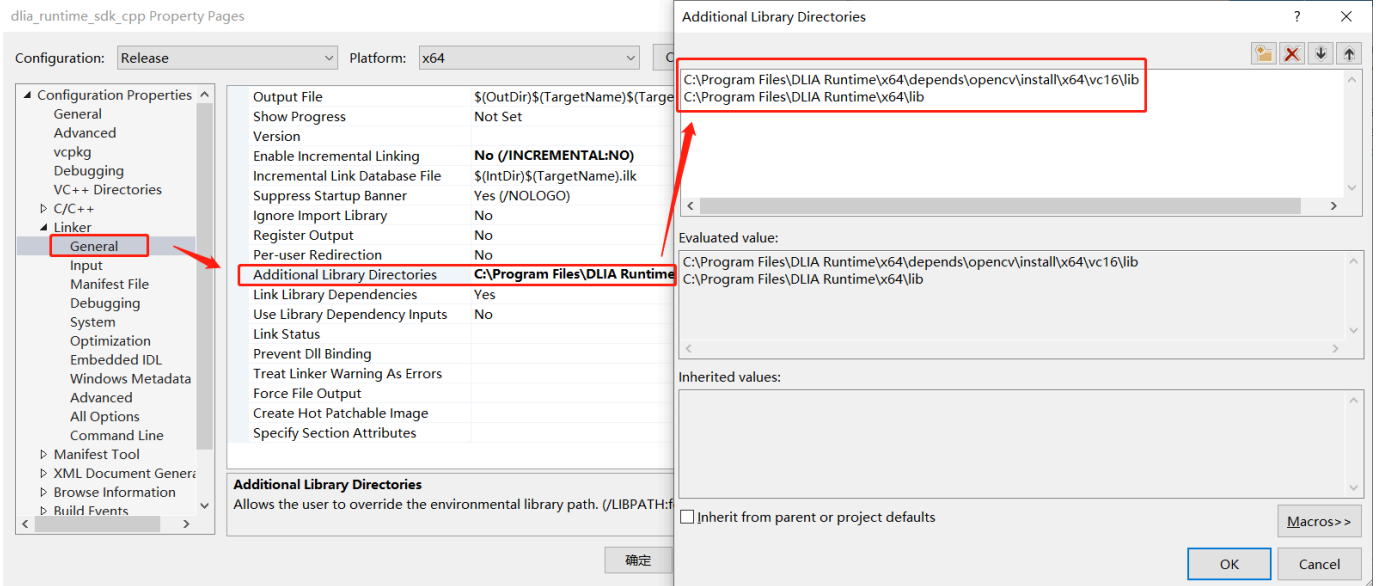 dlia_runtime_sdk_cpp Property Pages
Configuration: Release Platform: x64
Configuration Properties
General
Advanced
vcpkg
Debugging
VC++ Directories
C/C++
Linker
General
Input
Manifest File
Debugging
System
Optimization
Embedded IDL
Windows Metadata
Advanced
All Options
Command Line
Manifest Tool
XML Document Genera
Browse Information
Build Events
Output File $(OutDir)$(TargetName)$(Targe
Show Progress Not Set
Version
Enable Incremental Linking No (/INCREMENTAL:NO)
Incremental Link Database File $(IntDir)$(TargetName).ilk
Suppress Startup Banner Yes (/NOLOGO)
Ignore Import Library No
Register Output No
Per-user Redirection No
Additional Library Directories C:\Program Files\DLIA Runtime
Link Library Dependencies Yes
Use Library Dependency Inputs No
Link Status
Prevent Dll Binding
Treat Linker Warning As Errors
Force File Output
Create Hot Patchable Image
Specify Section Attributes
Additional Library Directories
Allows the user to override the environmental library path. (/LIBPATH:f
确定
Additional Library Directories
?
C:\Program Files\DLIA Runtime\x64\depends\opencv\install\x64\vc16\lib
C:\Program Files\DLIA Runtime\x64\lib
Evaluated value:
C:\Program Files\DLIA Runtime\x64\depends\opencv\install\x64\vc16\lib
C:\Program Files\DLIA Runtime\x64\lib
Inherited values:
Inherit from parent or project defaults
Macros>>
OK Cancel